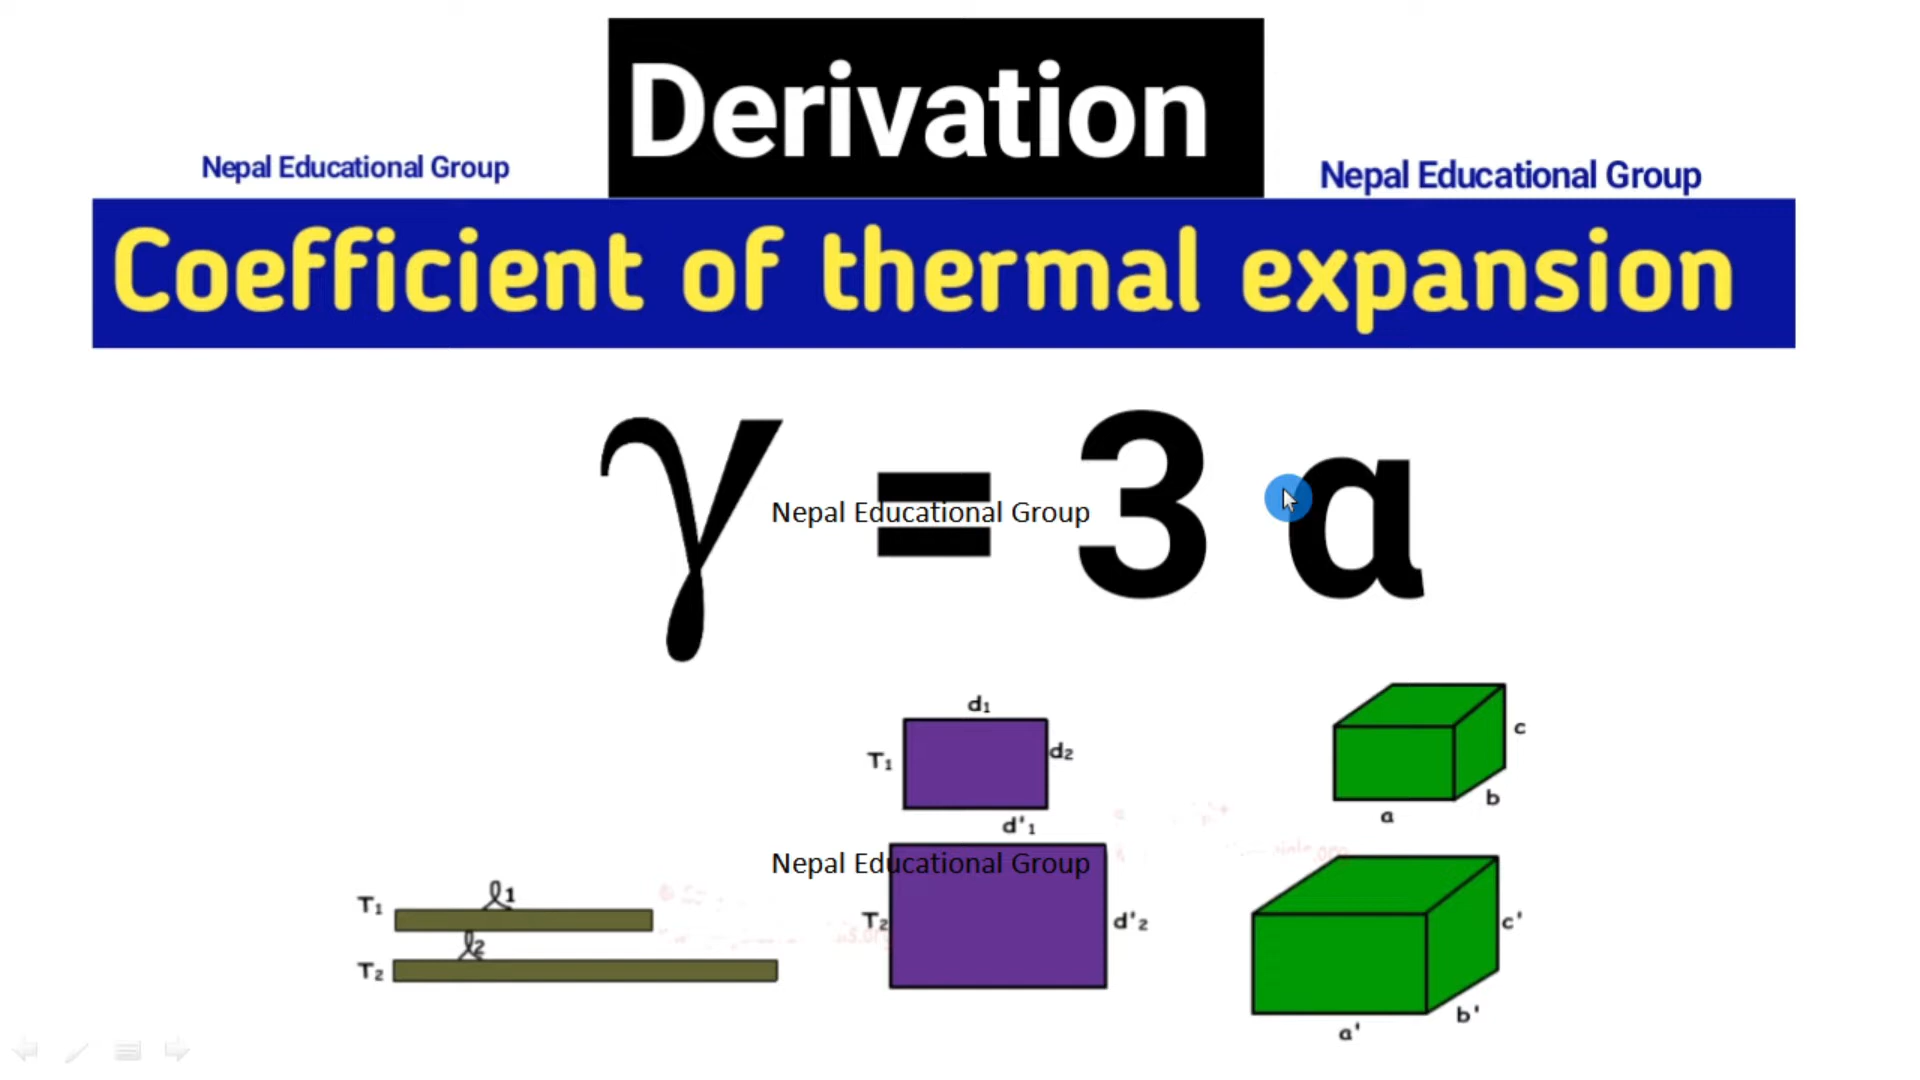 Derivation
Nepal Educational Group
Nepal Educational Group
Coefficient of thermal expansion
γ = 3 α
Nepal Educational Group
d₁
T₁
d₂
c
b
a
d'₁
Nepal Educational Group
T₁
ℓ₁
T₂
d'₂
c'
ℓ₂
T₂
b'
a'